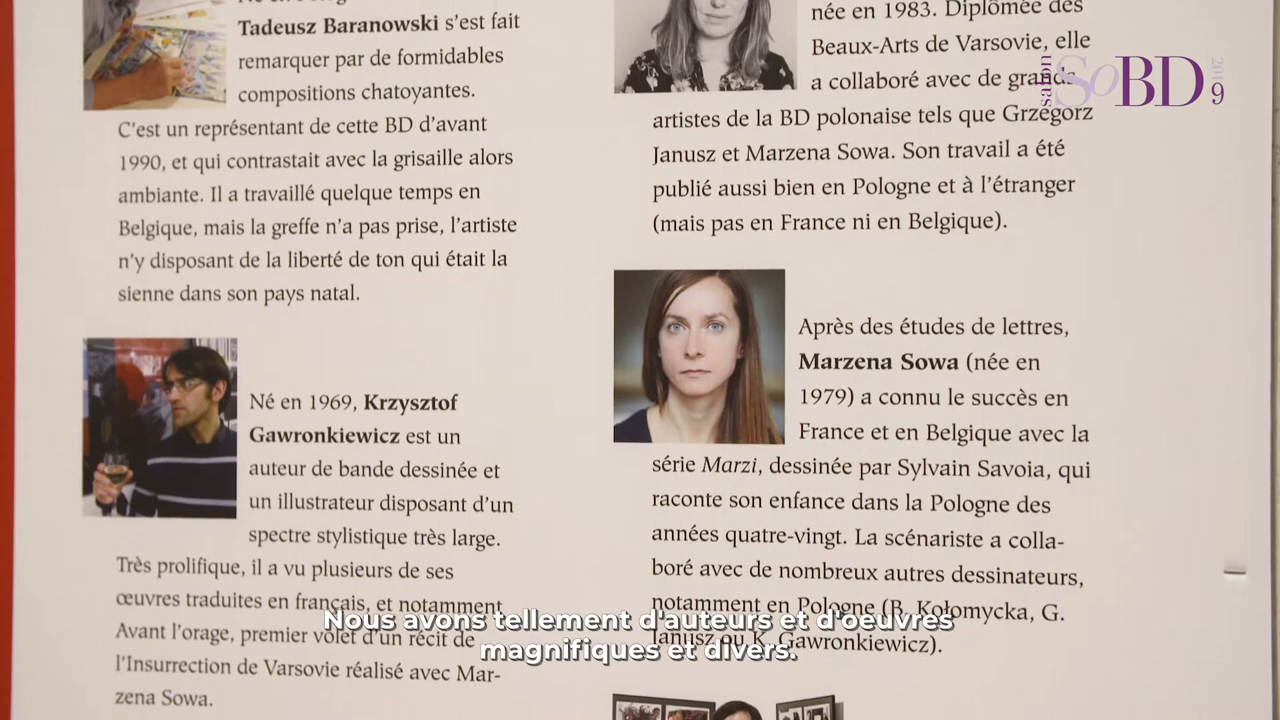 Tadeusz Baranowski s'est fait
remarquer par de formidables
compositions chatoyantes.
C'est un représentant de cette BD d'avant
1990, et qui contrastait avec la grisaille alors
ambiante. Il a travaillé quelque temps en
Belgique, mais la greffe n'a pas prise, l'artiste
n'y disposant de la liberté de ton qui était la
sienne dans son pays natal.
Né en 1969, Krzysztof
Gawronkiewicz est un
auteur de bande dessinée et
un illustrateur disposant d'un
spectre stylistique très large.
Très prolifique, il a vu plusieurs de ses
œuvres traduites en français, et notamment
Avant l'orage, premier volet d'un récit de
l'Insurrection de Varsovie réalisé avec Mar-
zena Sowa.
née en 1983. Diplômée des
Beaux-Arts de Varsovie, elle
a collaboré avec de grands
artistes de la BD polonaise tels que Grzegorz
Janusz et Marzena Sowa. Son travail a été
publié aussi bien en Pologne et à l'étranger
(mais pas en France ni en Belgique).
Après des études de lettres,
Marzena Sowa (née en
1979) a connu le succès en
France et en Belgique avec la
série Marzi, dessinée par Sylvain Savoia, qui
raconte son enfance dans la Pologne des
années quatre-vingt. La scénariste a colla-
boré avec de nombreux autres dessinateurs,
notamment en Pologne (B. Kołomycka, G.
Janusz ou K. Gawronkiewicz).
salon SoBD 2019
Nous avons tellement d'auteurs et d'oeuvres
magnifiques et divers.